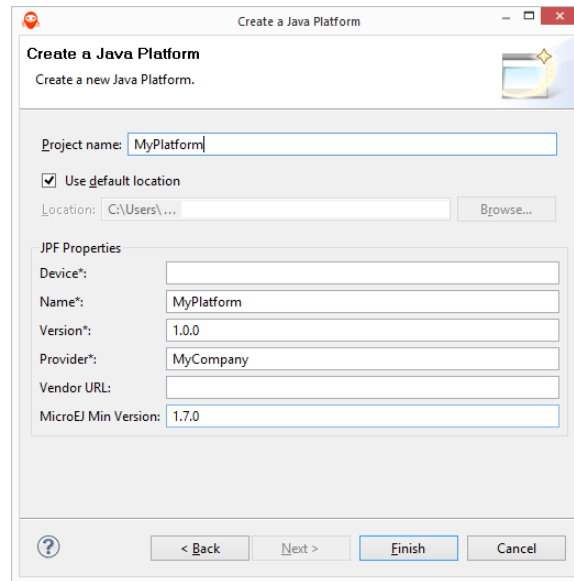 Create a Java Platform
Create a Java Platform
Create a new Java Platform.
Project name: MyPlatform
Use default location
Location: C:\Users\ ... Browse...
JPF Properties
Device*:
Name*: MyPlatform
Version*: 1.0.0
Provider*: MyCompany
Vendor URL:
MicroEJ Min Version: 1.7.0
? < Back Next > Finish Cancel